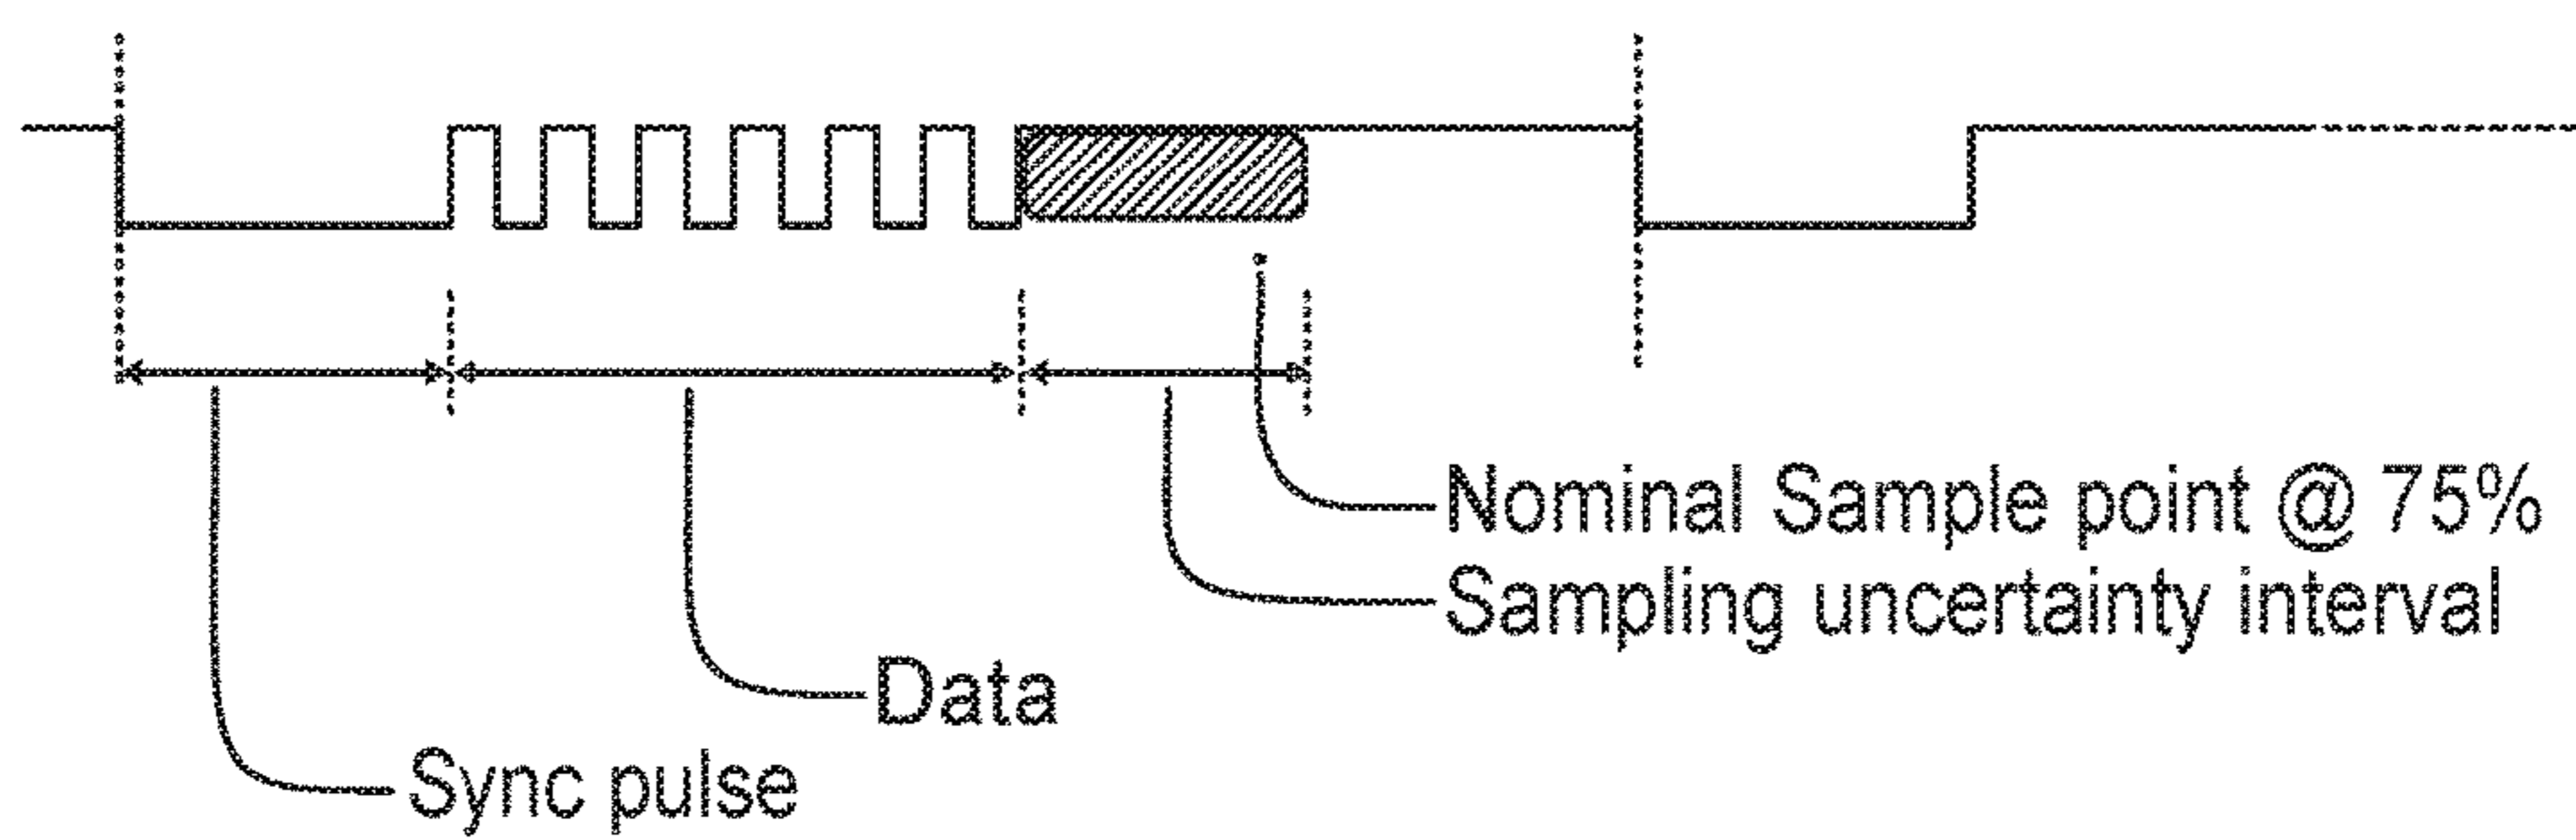 Nominal Sample point @ 75%
Sampling uncertainty interval
Data
Sync pulse